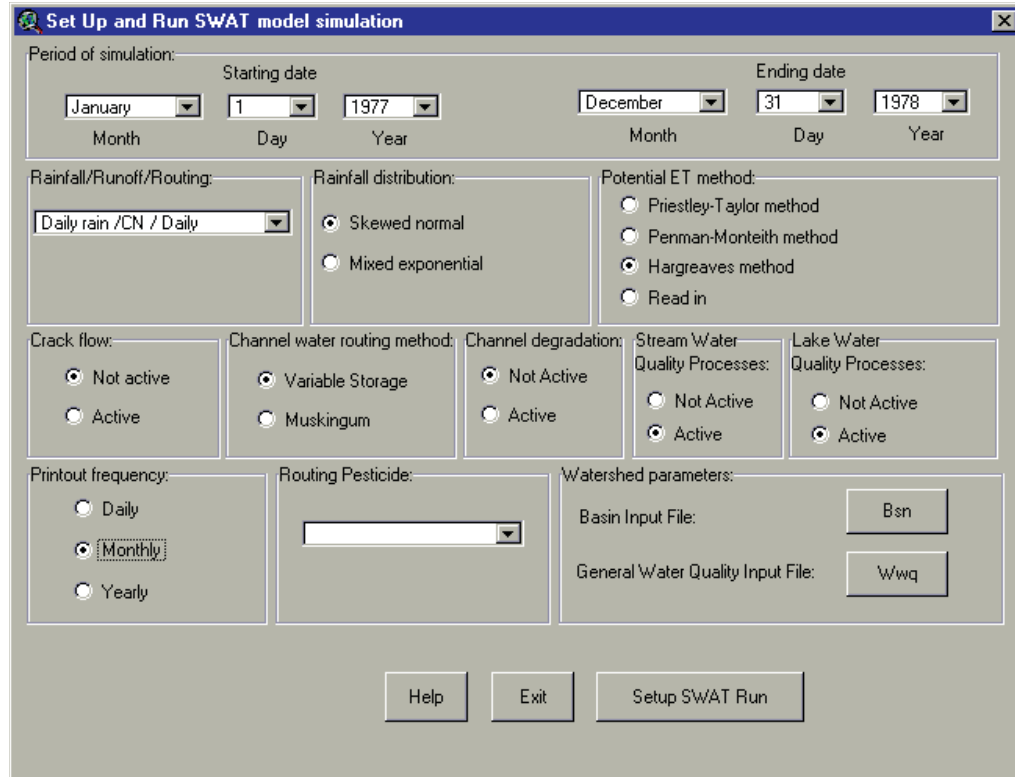 Set Up and Run SWAT model simulation
Period of simulation:
Starting date
Ending date
January 1 1977 December 31 1978
Month Day Year Month Day Year
Rainfall/Runoff/Routing:
Daily rain /CN / Daily
Rainfall distribution:
Skewed normal
Mixed exponential
Potential ET method:
Priestley-Taylor method
Penman-Monteith method
Hargreaves method
Read in
Crack flow:
Not active
Active
Channel water routing method:
Variable Storage
Muskingum
Channel degradation:
Not Active
Active
Stream Water
Quality Processes:
Not Active
Active
Lake Water
Quality Processes:
Not Active
Active
Printout frequency:
Daily
Monthly
Yearly
Routing Pesticide:
Watershed parameters:
Basin Input File: Bsn
General Water Quality Input File: Wwq
Help Exit Setup SWAT Run